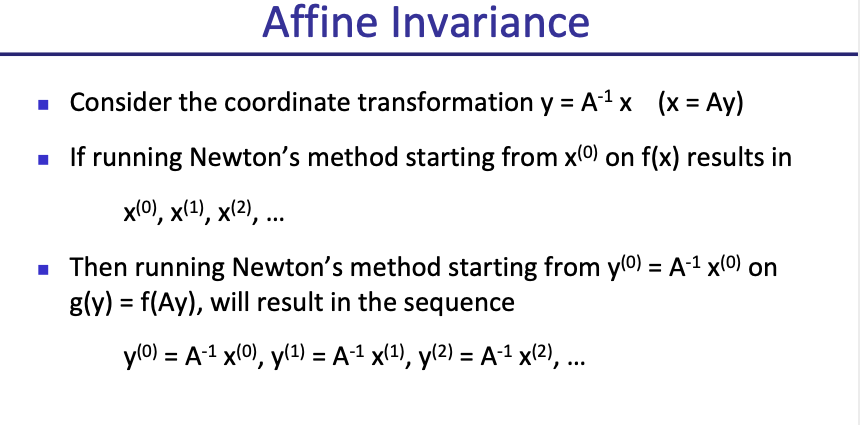 Affine Invariance
▪ Consider the coordinate transformation y = A⁻¹ x (x = Ay)
▪ If running Newton’s method starting from x⁽⁰⁾ on f(x) results in
x⁽⁰⁾, x⁽¹⁾, x⁽²⁾, ...
▪ Then running Newton’s method starting from y⁽⁰⁾ = A⁻¹ x⁽⁰⁾ on
g(y) = f(Ay), will result in the sequence
y⁽⁰⁾ = A⁻¹ x⁽⁰⁾, y⁽¹⁾ = A⁻¹ x⁽¹⁾, y⁽²⁾ = A⁻¹ x⁽²⁾, ...